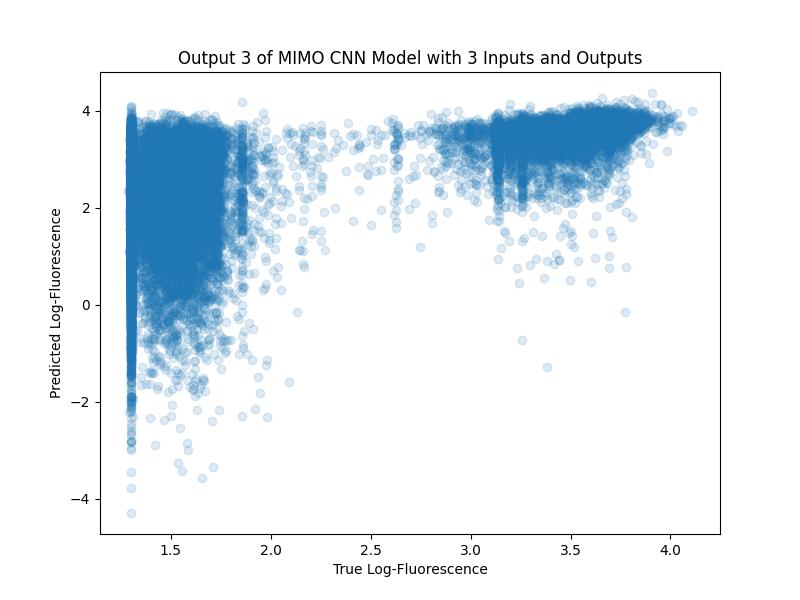 Output 3 of MIMO CNN Model with 3 Inputs and Outputs
4
2
0
−2
−4
Predicted Log-Fluorescence
1.5 2.0 2.5 3.0 3.5 4.0
True Log-Fluorescence